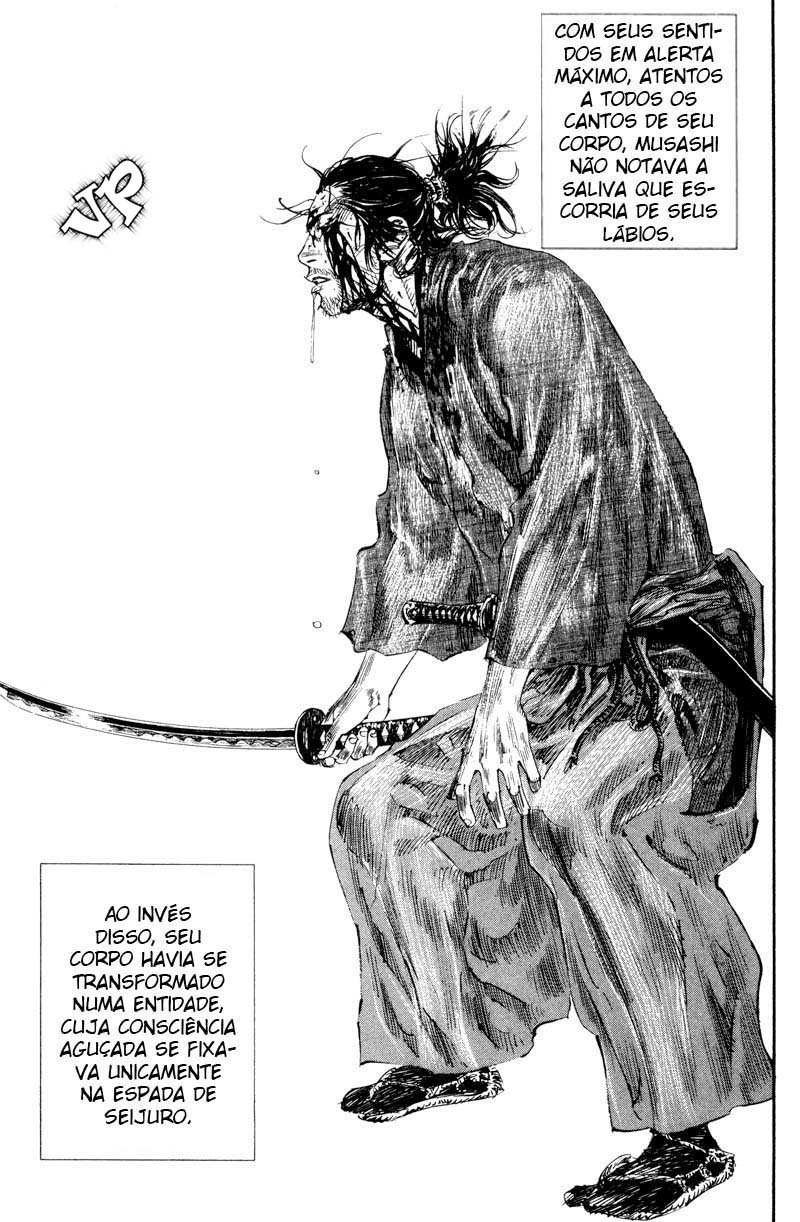 COM SEUS SENTI-
DOS EM ALERTA
MÁXIMO, ATENTOS
A TODOS OS
CANTOS DE SEU
CORPO, MUSASHI
NÃO NOTAVA A
SALIVA QUE ES-
CORRIA DE SEUS
LÁBIOS.
VP
AO INVÉS
DISSO, SEU
CORPO HAVIA SE
TRANSFORMADO
NUMA ENTIDADE,
CUJA CONSCIÊNCIA
AGUÇADA SE FIXA-
VA UNICAMENTE
NA ESPADA DE
SEIJURO.